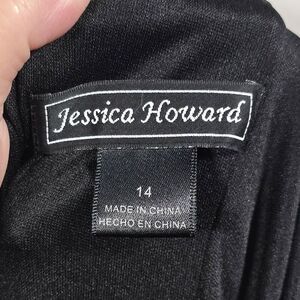 Jessica Howard
14
MADE IN CHINA
HECHO EN CHINA